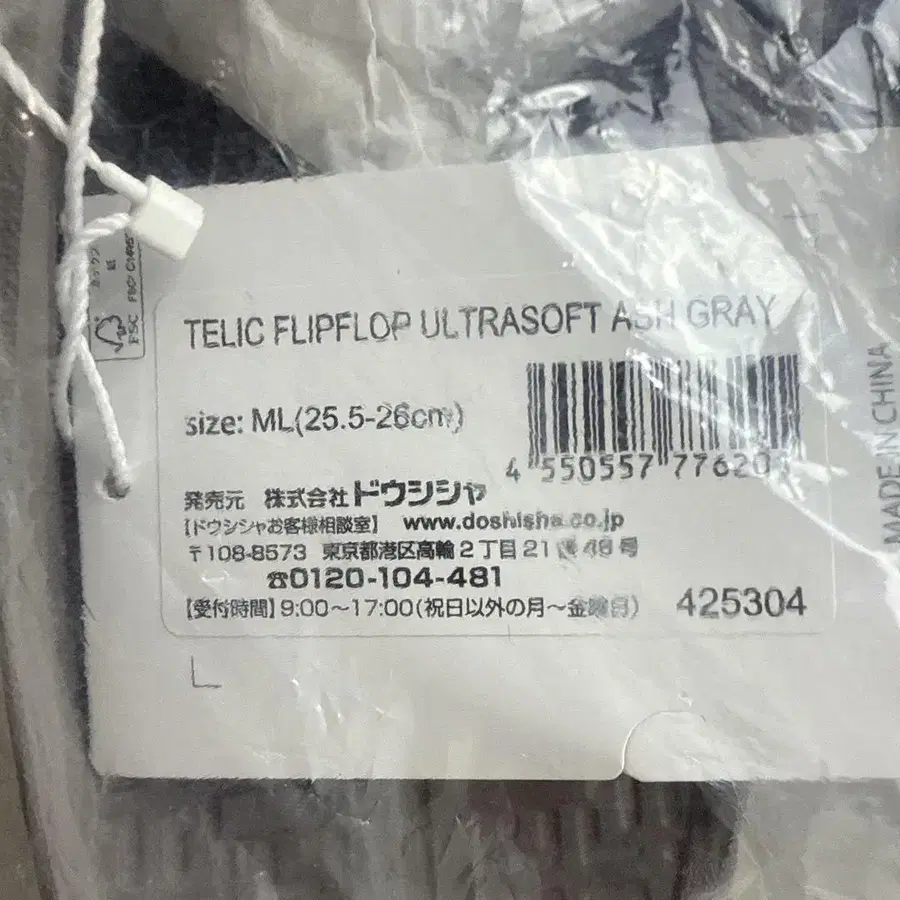 TELIC FLIPFLOP ULTRASOFT ASH GRAY
size: ML(25.5-26cm)
4 550557 77620
発売元 株式会社ドウシシャ
【ドウシシャお客様相談室】 www.doshisha.co.jp
〒108-8573 東京都港区高輪2丁目21番48号
☎0120-104-481
【受付時間】9:00~17:00(祝日以外の月~金曜日) 425304
MADE IN CHINA
FSC
紙